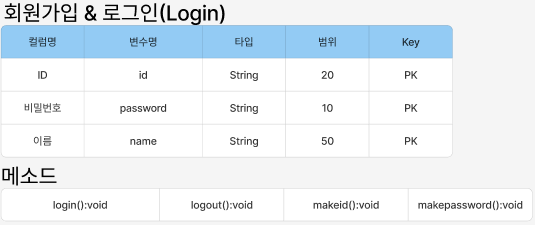 회원가입 & 로그인(Login)
컬럼명 변수명 타입 범위 Key
ID id String 20 PK
비밀번호 password String 10 PK
이름 name String 50 PK
메소드
login():void logout():void makeid():void makepassword():void